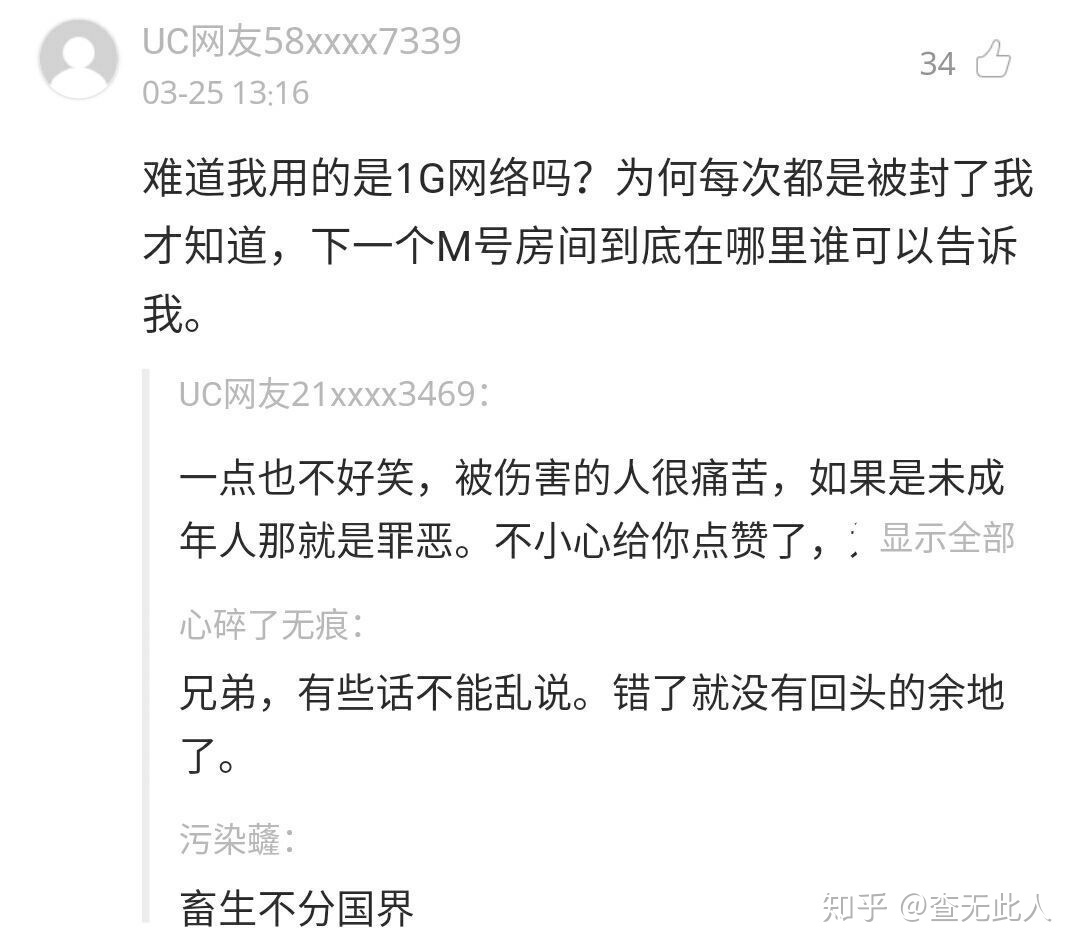 UC网友58xxxx7339
34
03-25 13:16
难道我用的是1G网络吗？为何每次都是被封了我
才知道，下一个M号房间到底在哪里谁可以告诉
我。
UC网友21xxxx3469：
一点也不好笑，被伤害的人很痛苦，如果是未成
年人那就是罪恶。不小心给你点赞了， 显示全部
心碎了无痕：
兄弟，有些话不能乱说。错了就没有回头的余地
了。
污染蘕：
畜生不分国界
知乎 @查无此人